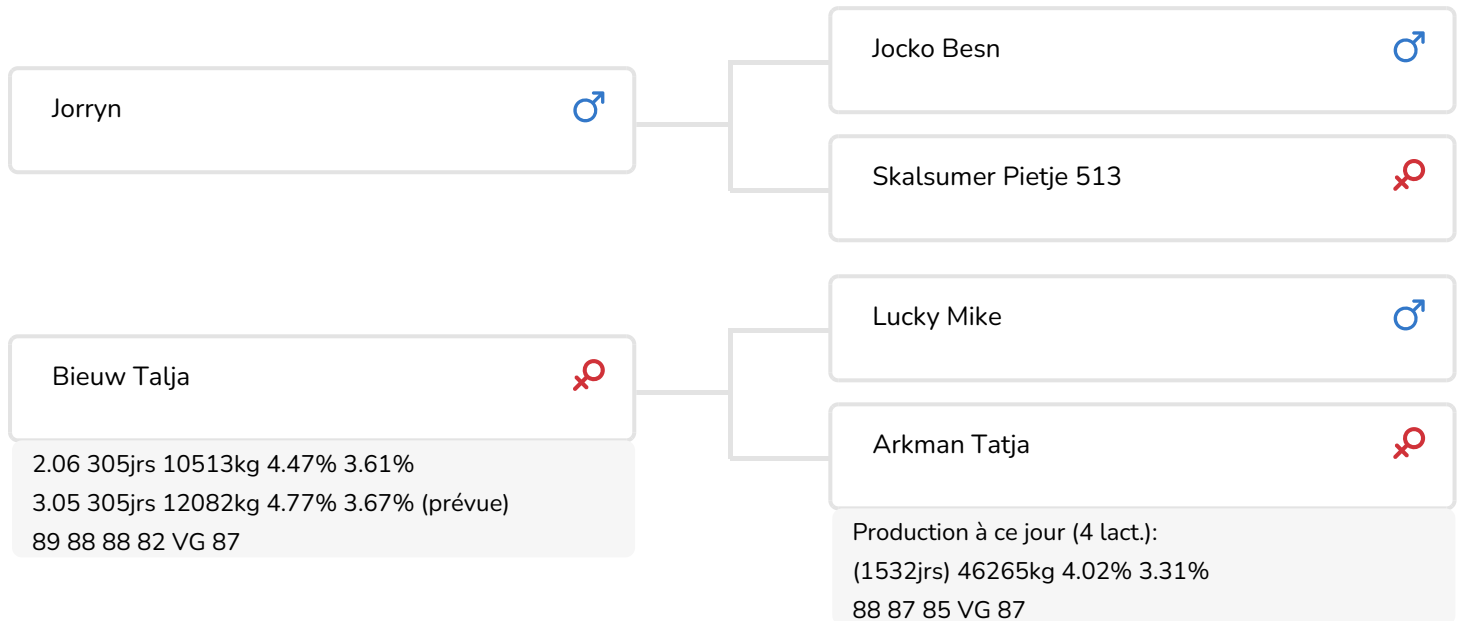 Jorryn
Jocko Besn
Skalsumer Pietje 513
Bieuw Talja
2.06 305jrs 10513kg 4.47% 3.61%
3.05 305jrs 12082kg 4.77% 3.67% (prévue)
89 88 88 82 VG 87
Lucky Mike
Arkman Tatja
Production à ce jour (4 lact.):
(1532jrs) 46265kg 4.02% 3.31%
88 87 85 VG 87